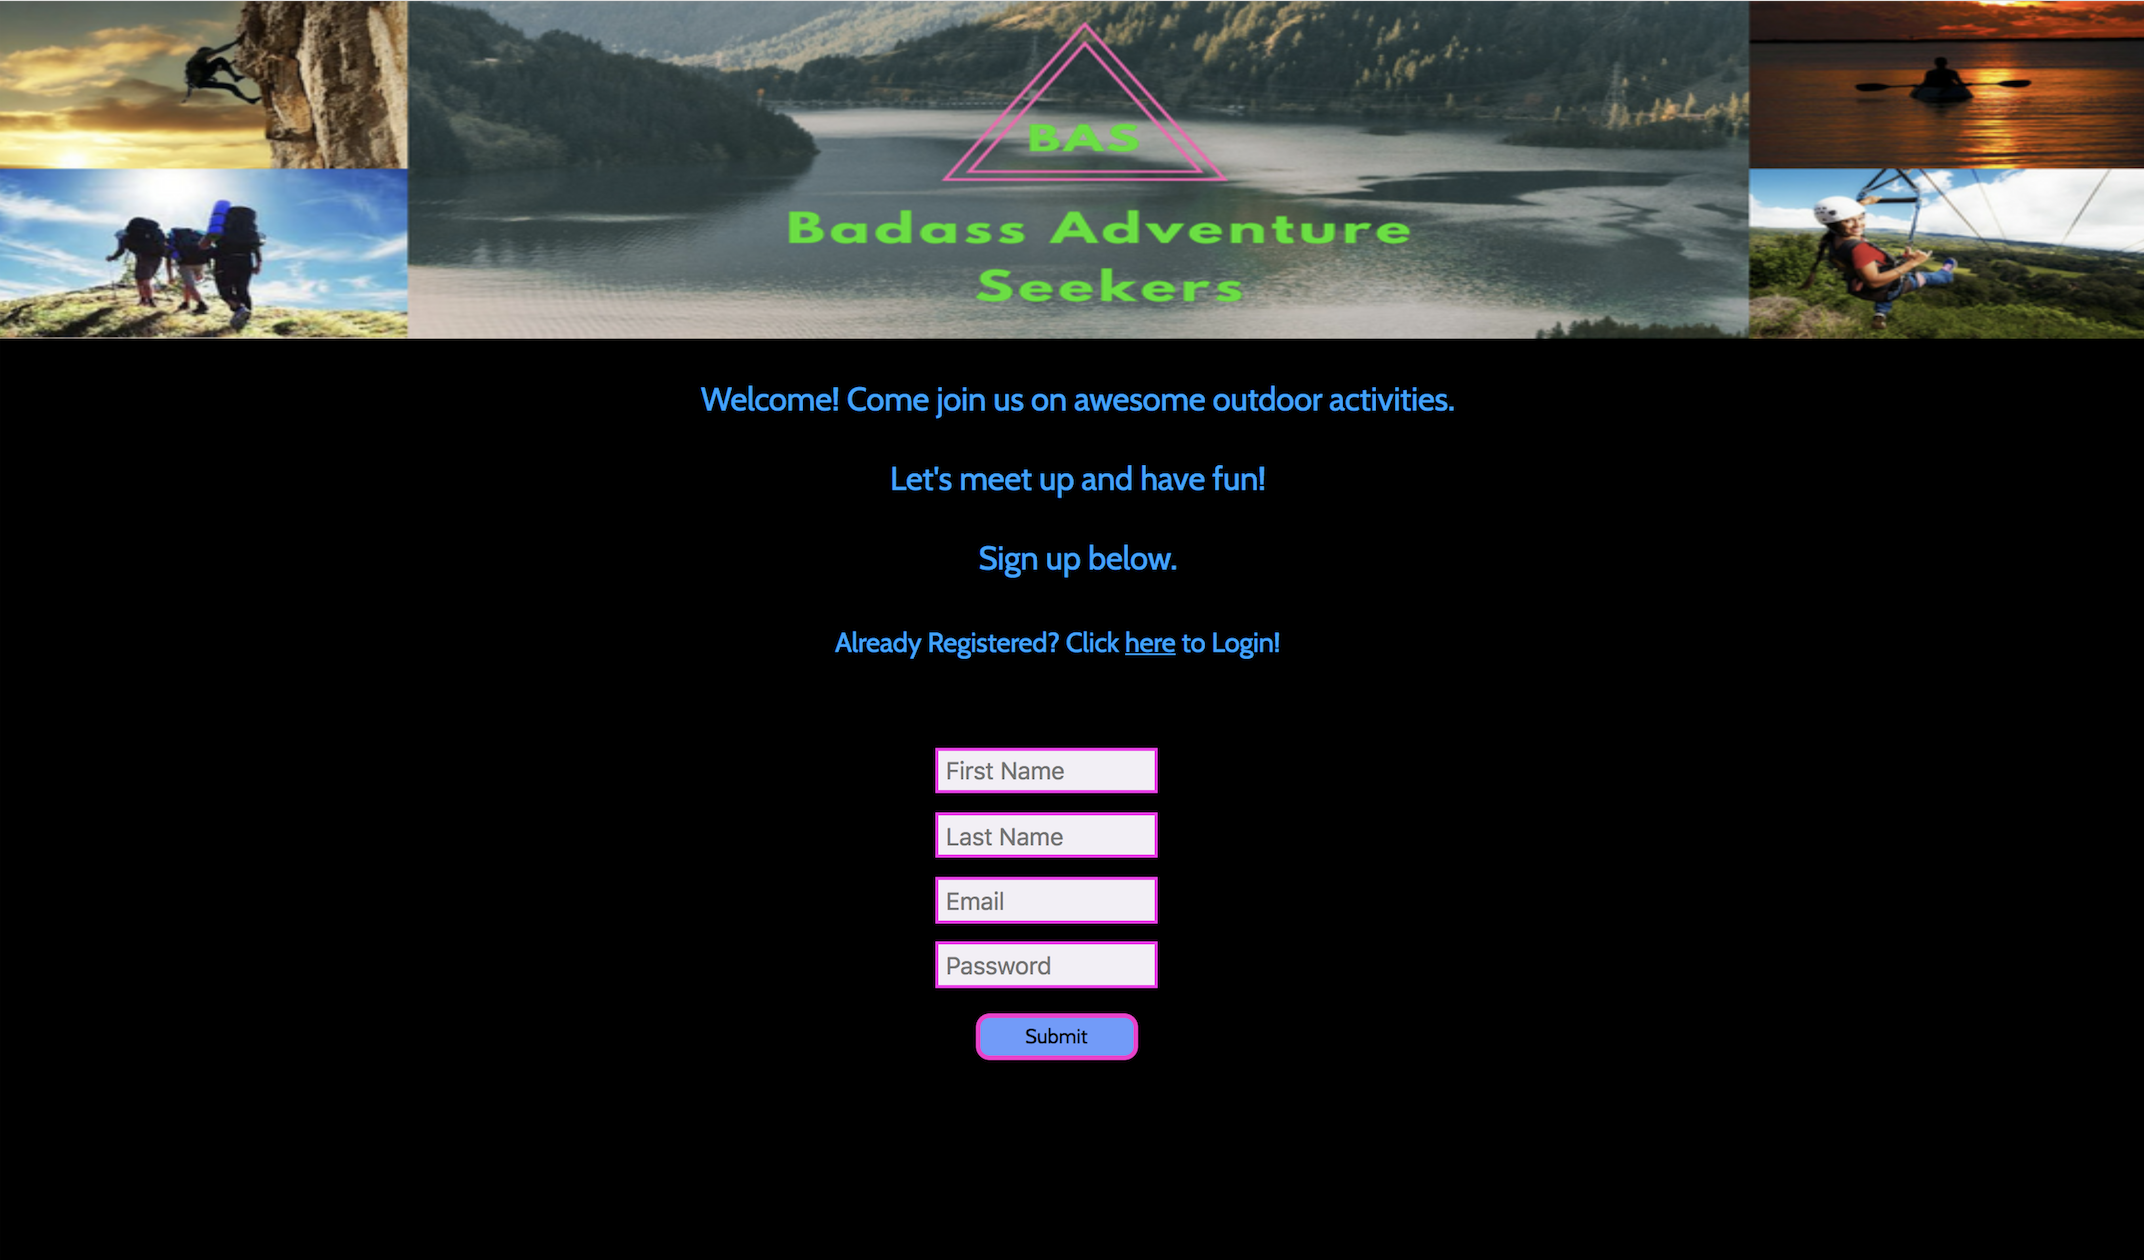 BAS
Badass Adventure
Seekers
Welcome! Come join us on awesome outdoor activities.
Let's meet up and have fun!
Sign up below.
Already Registered? Click here to Login!
First Name
Last Name
Email
Password
Submit